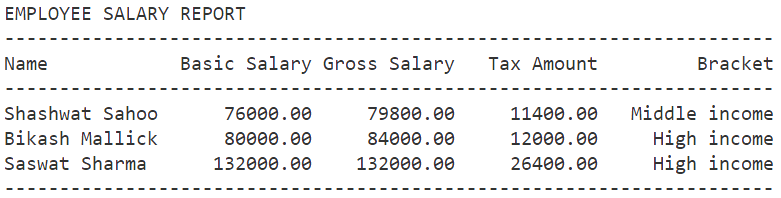 EMPLOYEE SALARY REPORT
----------------------------------------------------------------------
Name            Basic Salary Gross Salary   Tax Amount         Bracket
----------------------------------------------------------------------
Shashwat Sahoo      76000.00     79800.00     11400.00   Middle income
Bikash Mallick      80000.00     84000.00     12000.00     High income
Saswat Sharma      132000.00    132000.00     26400.00     High income
----------------------------------------------------------------------